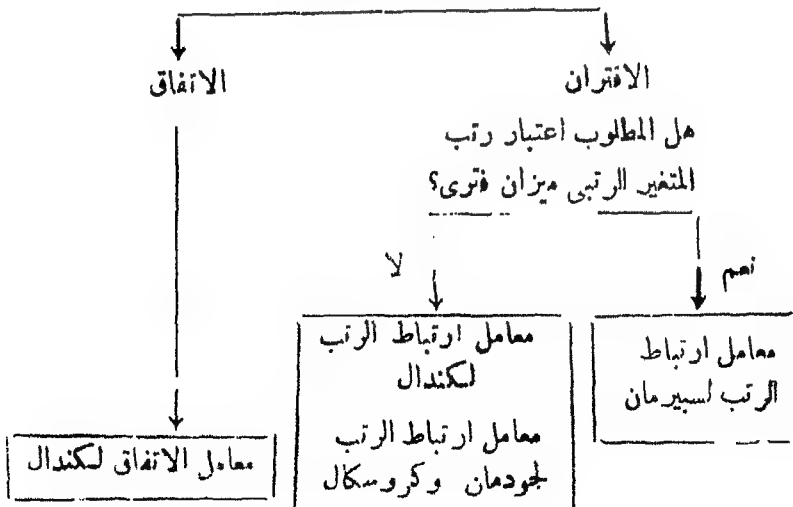 الاقتران
الاتفاق
هل المطلوب اعتبار رتب
المتغير الرتبى ميزان فترى؟
نعم
لا
معامل ارتباط
الرتب لسبيرمان
معامل ارتباط الرتب
لكندال
معامل ارتباط الرتب
لجودمان وكروسكال
معامل الاتفاق لكندال